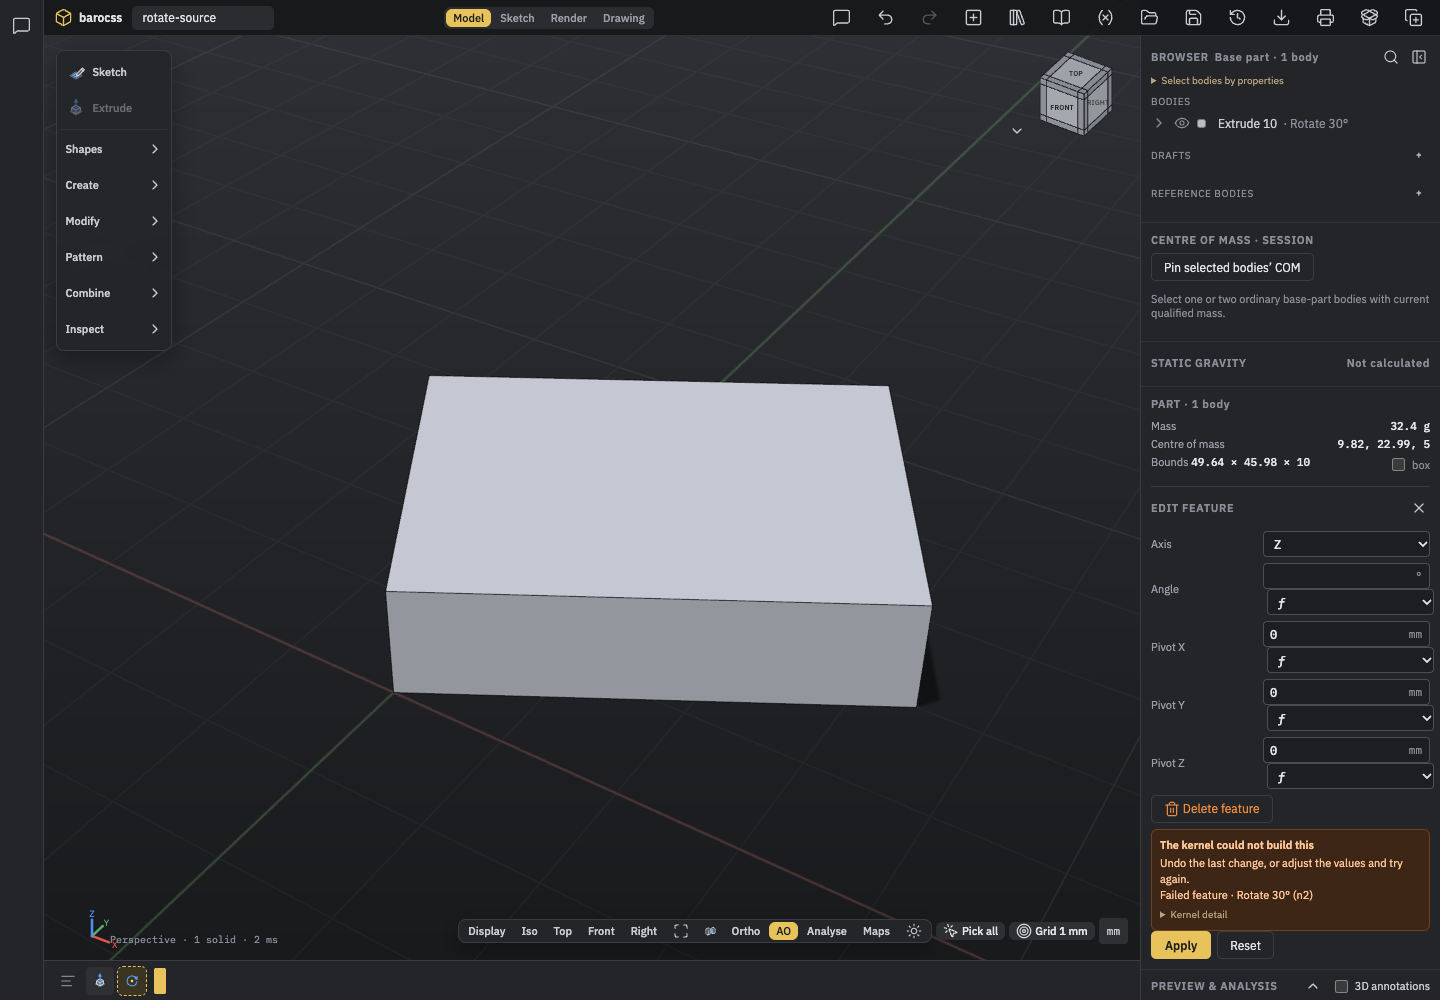 barocss
rotate-source
Model
Sketch
Render
Drawing
Sketch
Extrude
Shapes
Create
Modify
Pattern
Combine
Inspect
TOP
FRONT
RIGHT
BROWSER Base part · 1 body
Select bodies by properties
BODIES
Extrude 10 · Rotate 30°
DRAFTS
REFERENCE BODIES
CENTRE OF MASS · SESSION
Pin selected bodies’ COM
Select one or two ordinary base-part bodies with current
qualified mass.
STATIC GRAVITY Not calculated
PART · 1 body
Mass 32.4 g
Centre of mass 9.82, 22.99, 5
Bounds 49.64 × 45.98 × 10 box
EDIT FEATURE
Axis Z
Angle °
ƒ
Pivot X 0 mm
ƒ
Pivot Y 0 mm
ƒ
Pivot Z 0 mm
ƒ
Delete feature
The kernel could not build this
Undo the last change, or adjust the values and try
again.
Failed feature · Rotate 30° (n2)
Kernel detail
Apply Reset
PREVIEW & ANALYSIS 3D annotations
Z
Y
X
Perspective · 1 solid · 2 ms
Display Iso Top Front Right Ortho AO Analyse Maps Pick all Grid 1 mm mm